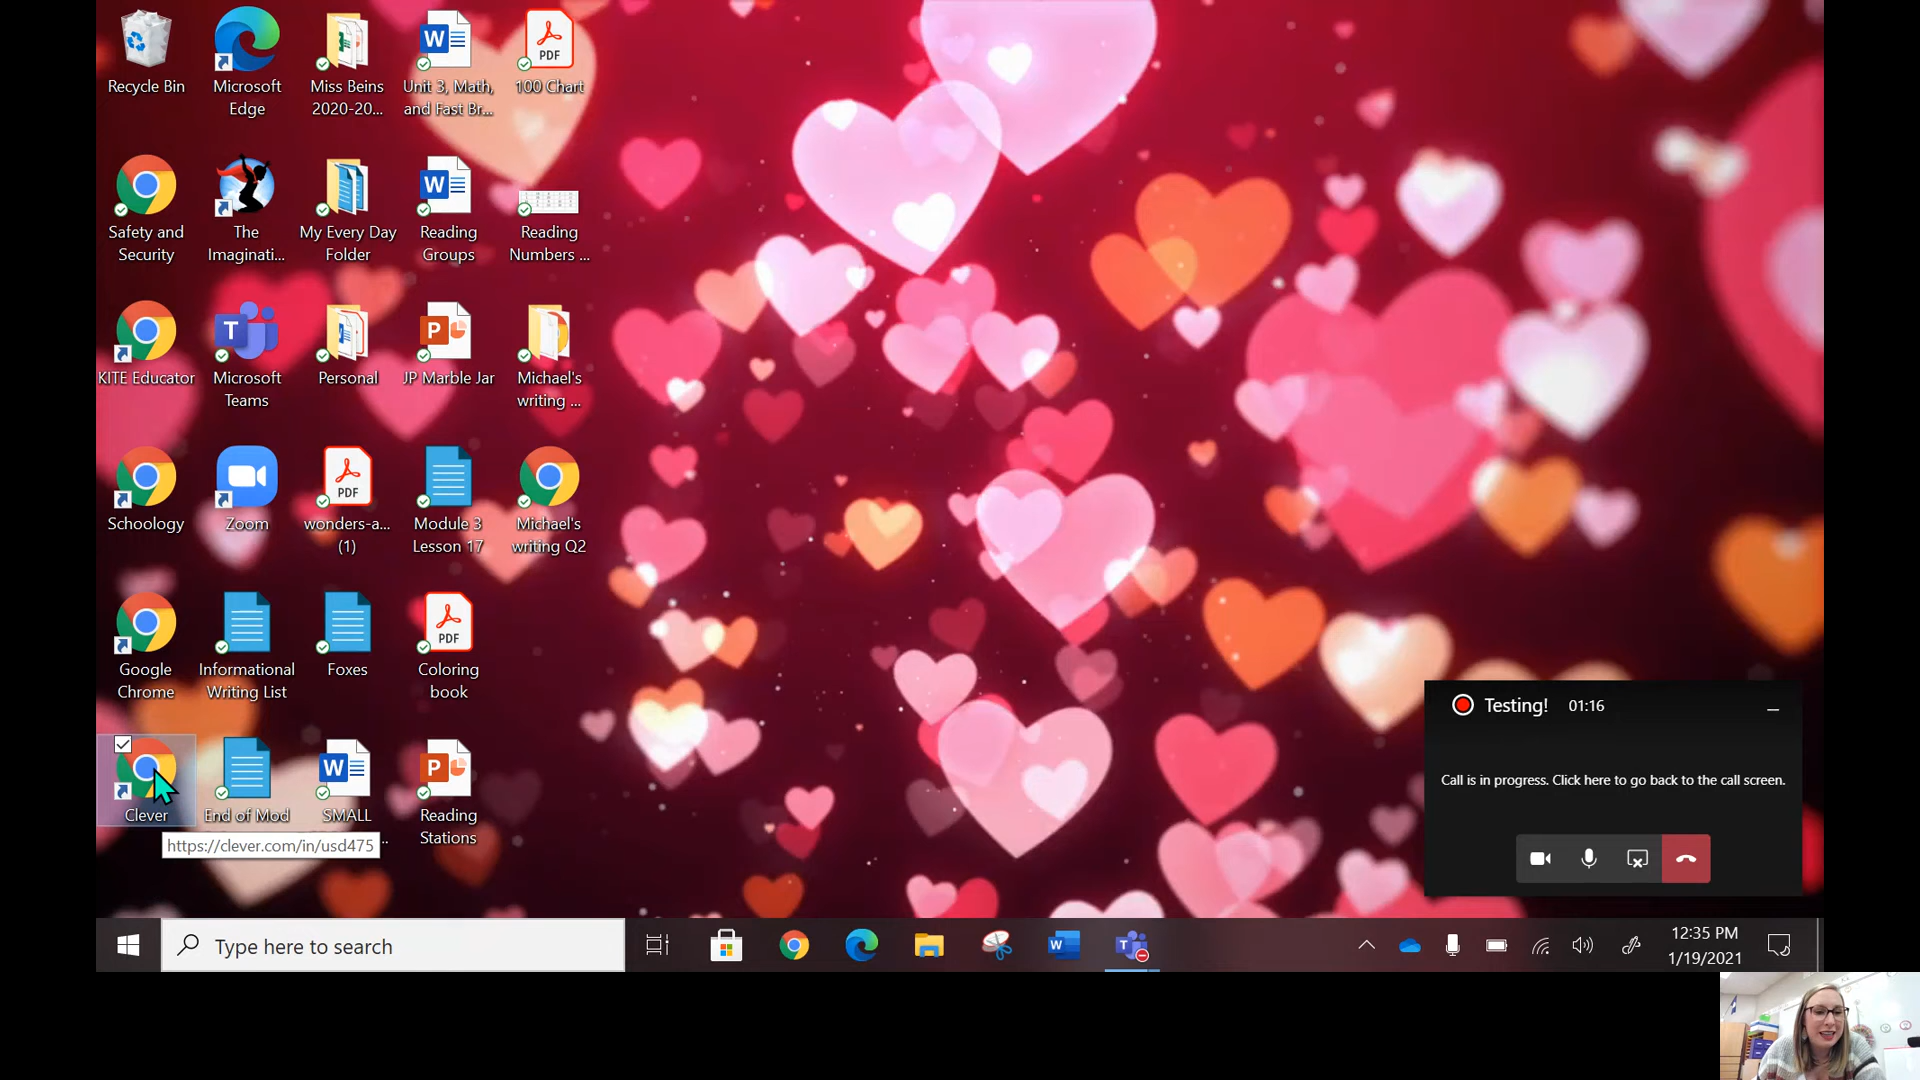 Recycle Bin
Microsoft
Edge
Miss Beins
2020-20...
Unit 3, Math,
and Fast Br...
PDF
100 Chart
Safety and
Security
The
Imaginati...
My Every Day
Folder
Reading
Groups
Reading
Numbers ...
KITE Educator
Microsoft
Teams
Personal
JP Marble Jar
Michael's
writing ...
Schoology
Zoom
PDF
wonders-a...
(1)
Module 3
Lesson 17
Michael's
writing Q2
Google
Chrome
Informational
Writing List
Foxes
PDF
Coloring
book
Clever
End of Mod
SMALL
Reading
Stations
https://clever.com/in/usd475
Testing! 01:16
Call is in progress. Click here to go back to the call screen.
Type here to search
12:35 PM
1/19/2021